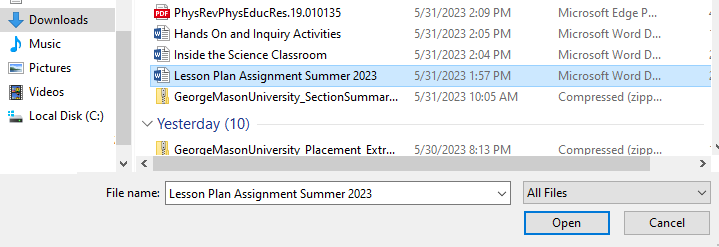 Downloads
Music
Pictures
Videos
Local Disk (C:)
PhysRevPhysEducRes.19.010135 5/31/2023 2:09 PM Microsoft Edge P...
Hands On and Inquiry Activities 5/31/2023 2:05 PM Microsoft Word D...
Inside the Science Classroom 5/31/2023 2:04 PM Microsoft Word D...
Lesson Plan Assignment Summer 2023 5/31/2023 1:57 PM Microsoft Word D...
GeorgeMasonUniversity_SectionSummar... 5/31/2023 10:05 AM Compressed (zipp...
Yesterday (10)
GeorgeMasonUniversity_Placement_Extr... 5/30/2023 8:13 PM Compressed (zipp...
File name: Lesson Plan Assignment Summer 2023 All Files
Open Cancel